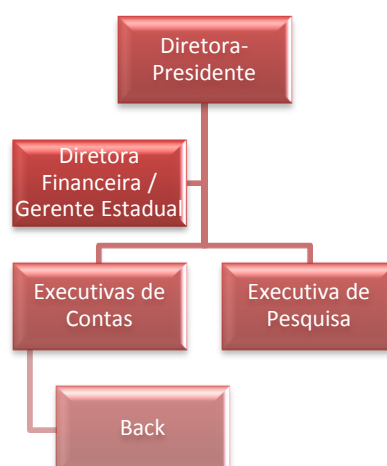 Diretora-
Presidente
Diretora
Financeira /
Gerente Estadual
Executivas de
Contas
Executiva de
Pesquisa
Back